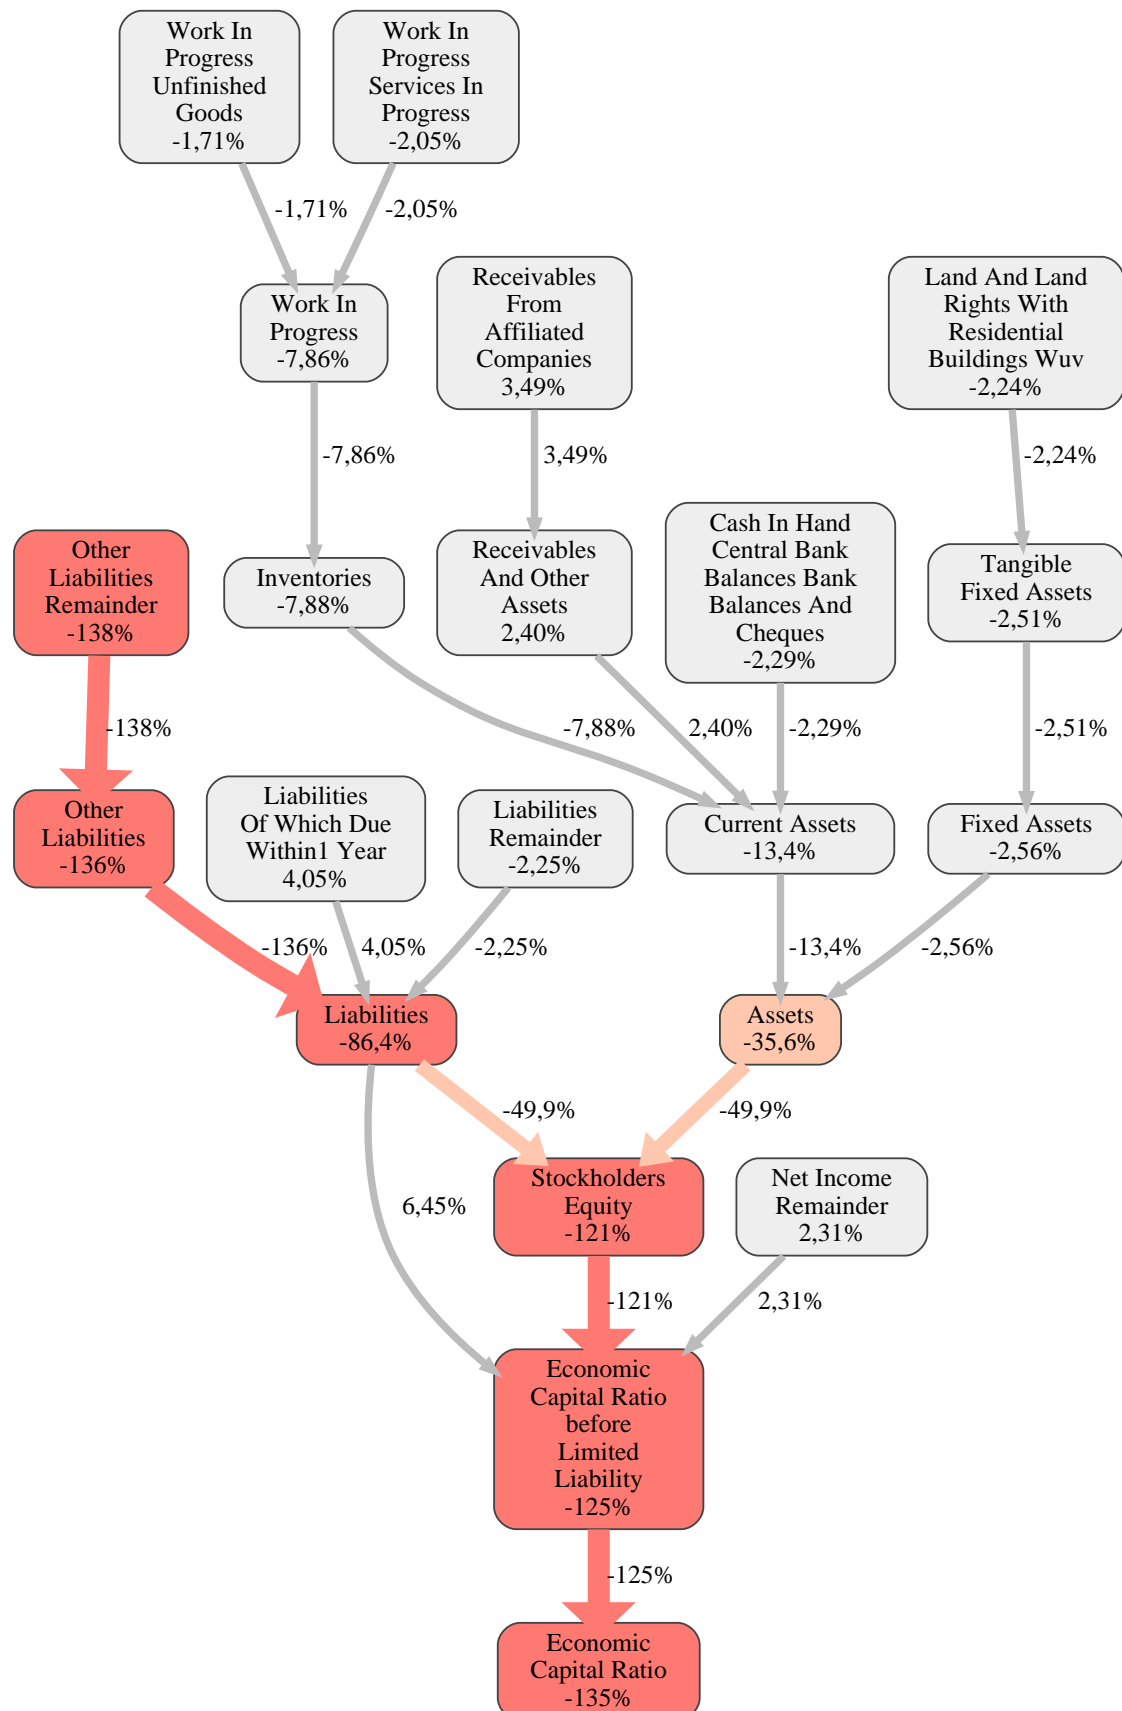 Work In
Progress
Unfinished
Goods
-1,71%
Work In
Progress
Services In
Progress
-2,05%
-1,71%
-2,05%
Work In
Progress
-7,86%
Receivables
From
Affiliated
Companies
3,49%
Land And Land
Rights With
Residential
Buildings Wuv
-2,24%
-7,86%
3,49%
-2,24%
Other
Liabilities
Remainder
-138%
Inventories
-7,88%
Receivables
And Other
Assets
2,40%
Cash In Hand
Central Bank
Balances Bank
Balances And
Cheques
-2,29%
Tangible
Fixed Assets
-2,51%
-138%
-7,88%
2,40%
-2,29%
-2,51%
Other
Liabilities
-136%
Liabilities
Of Which Due
Within1 Year
4,05%
Liabilities
Remainder
-2,25%
Current Assets
-13,4%
Fixed Assets
-2,56%
-136%
4,05%
-2,25%
-13,4%
-2,56%
Liabilities
-86,4%
Assets
-35,6%
-49,9%
-49,9%
6,45%
Stockholders
Equity
-121%
Net Income
Remainder
2,31%
-121%
2,31%
Economic
Capital Ratio
before
Limited
Liability
-125%
-125%
Economic
Capital Ratio
-135%